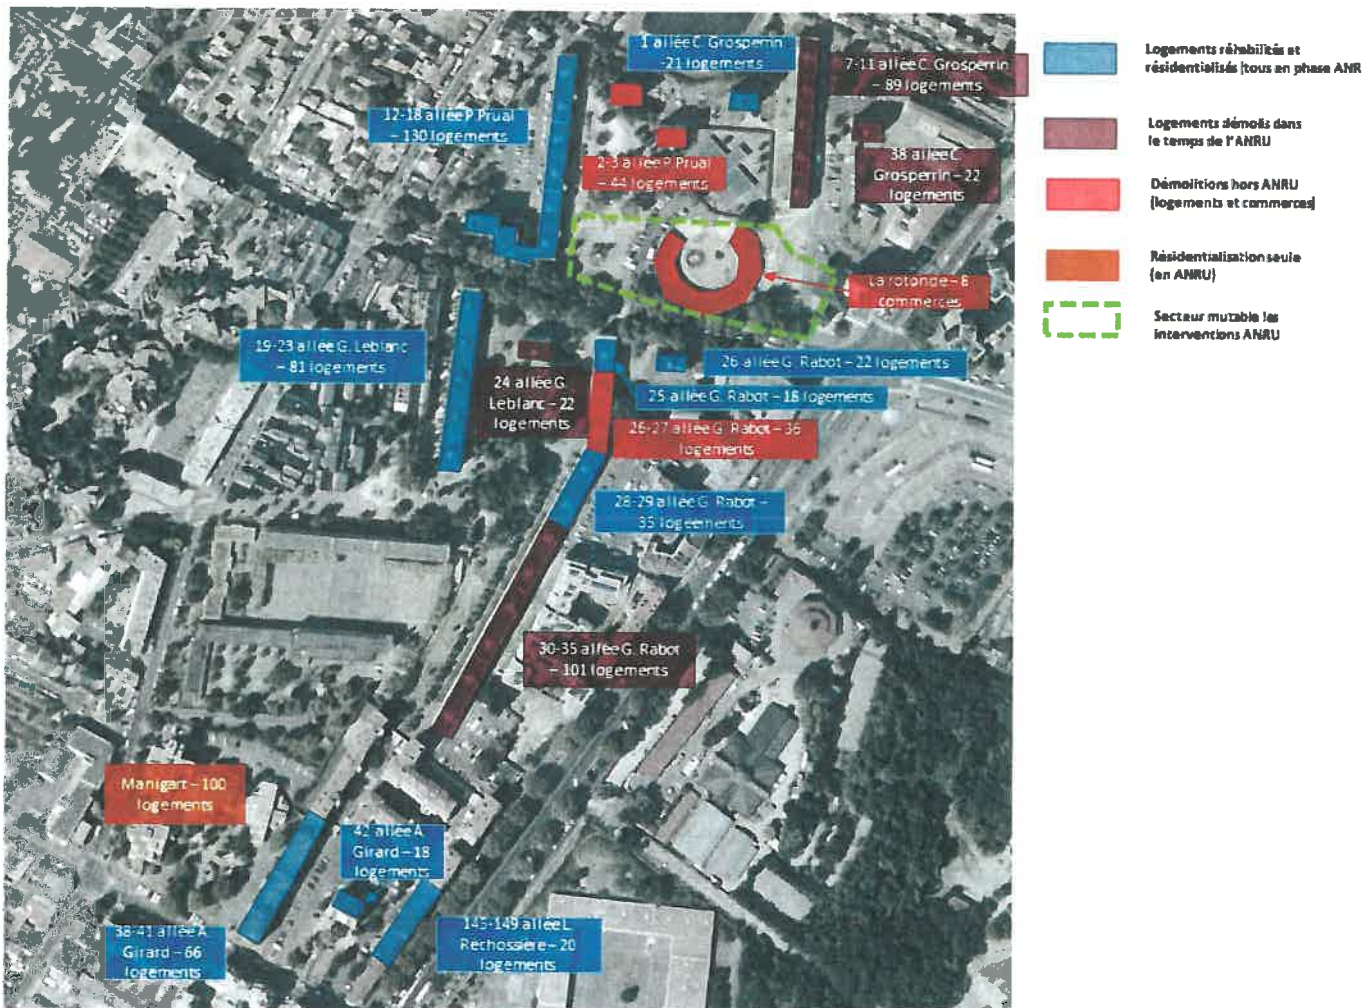 1 allée C. Grosperrin
-21 logements
7-11 allée C. Grosperrin
– 89 logements
12-18 allée P. Prual
– 130 logements
2-3 allée P. Prual
– 44 logements
38 allée C.
Grosperrin – 22
logements
La rotonde – 8
commerces
19-23 allée G. Leblanc
– 81 logements
24 allée G.
Leblanc – 22
logements
26 allée G. Rabot – 22 logements
25 allée G. Rabot – 18 logements
26-27 allée G. Rabot – 36
logements
28-29 allée G. Rabot –
35 logements
30-35 allée G. Rabot
– 101 logements
Manigart – 100
logements
42 allée A.
Girard – 18
logements
38-41 allée A.
Girard – 66
logements
145-149 allée L.
Rechossière – 20
logements
Logements réhabilités et
résidentialisés (tous en phase ANR
Logements démolis dans
le temps de l'ANRU
Démolitions hors ANRU
(logements et commerces)
Résidentialisation seule
(en ANRU)
Secteur mutable les
interventions ANRU